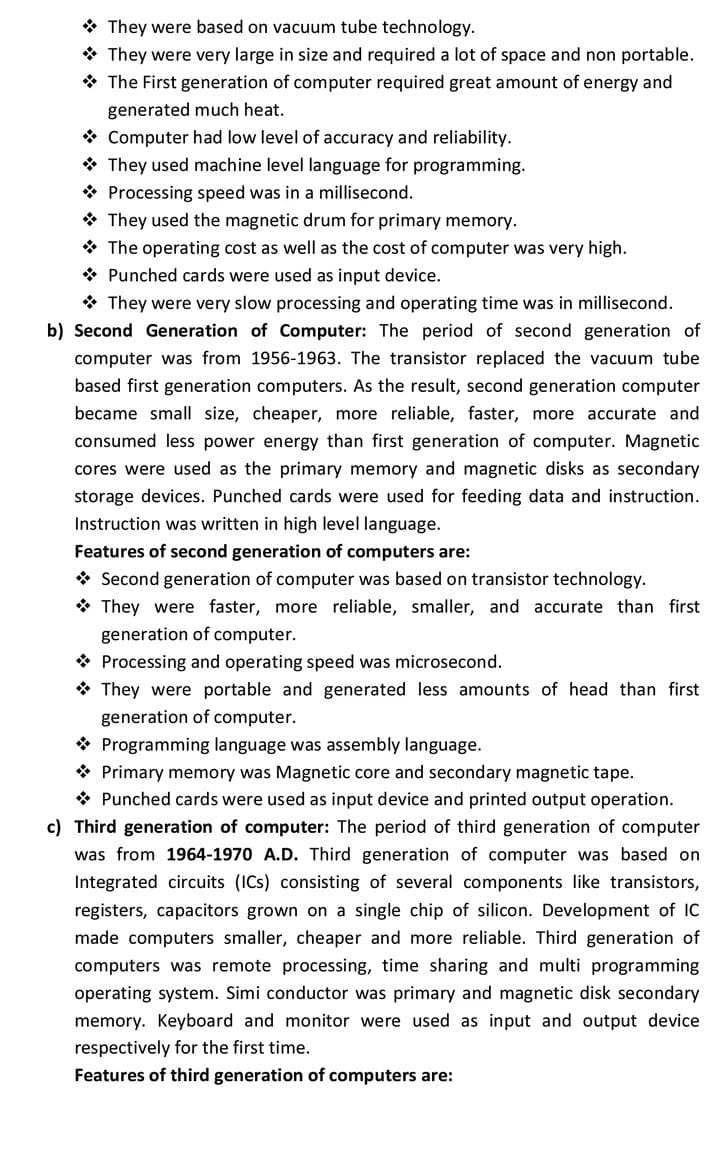 ❖ They were based on vacuum tube technology.
❖ They were very large in size and required a lot of space and non portable.
❖ The First generation of computer required great amount of energy and
generated much heat.
❖ Computer had low level of accuracy and reliability.
❖ They used machine level language for programming.
❖ Processing speed was in a millisecond.
❖ They used the magnetic drum for primary memory.
❖ The operating cost as well as the cost of computer was very high.
❖ Punched cards were used as input device.
❖ They were very slow processing and operating time was in millisecond.
b) Second Generation of Computer: The period of second generation of
computer was from 1956-1963. The transistor replaced the vacuum tube
based first generation computers. As the result, second generation computer
became small size, cheaper, more reliable, faster, more accurate and
consumed less power energy than first generation of computer. Magnetic
cores were used as the primary memory and magnetic disks as secondary
storage devices. Punched cards were used for feeding data and instruction.
Instruction was written in high level language.
Features of second generation of computers are:
❖ Second generation of computer was based on transistor technology.
❖ They were faster, more reliable, smaller, and accurate than first
generation of computer.
❖ Processing and operating speed was microsecond.
❖ They were portable and generated less amounts of head than first
generation of computer.
❖ Programming language was assembly language.
❖ Primary memory was Magnetic core and secondary magnetic tape.
❖ Punched cards were used as input device and printed output operation.
c) Third generation of computer: The period of third generation of computer
was from 1964-1970 A.D. Third generation of computer was based on
Integrated circuits (ICs) consisting of several components like transistors,
registers, capacitors grown on a single chip of silicon. Development of IC
made computers smaller, cheaper and more reliable. Third generation of
computers was remote processing, time sharing and multi programming
operating system. Simi conductor was primary and magnetic disk secondary
memory. Keyboard and monitor were used as input and output device
respectively for the first time.
Features of third generation of computers are: